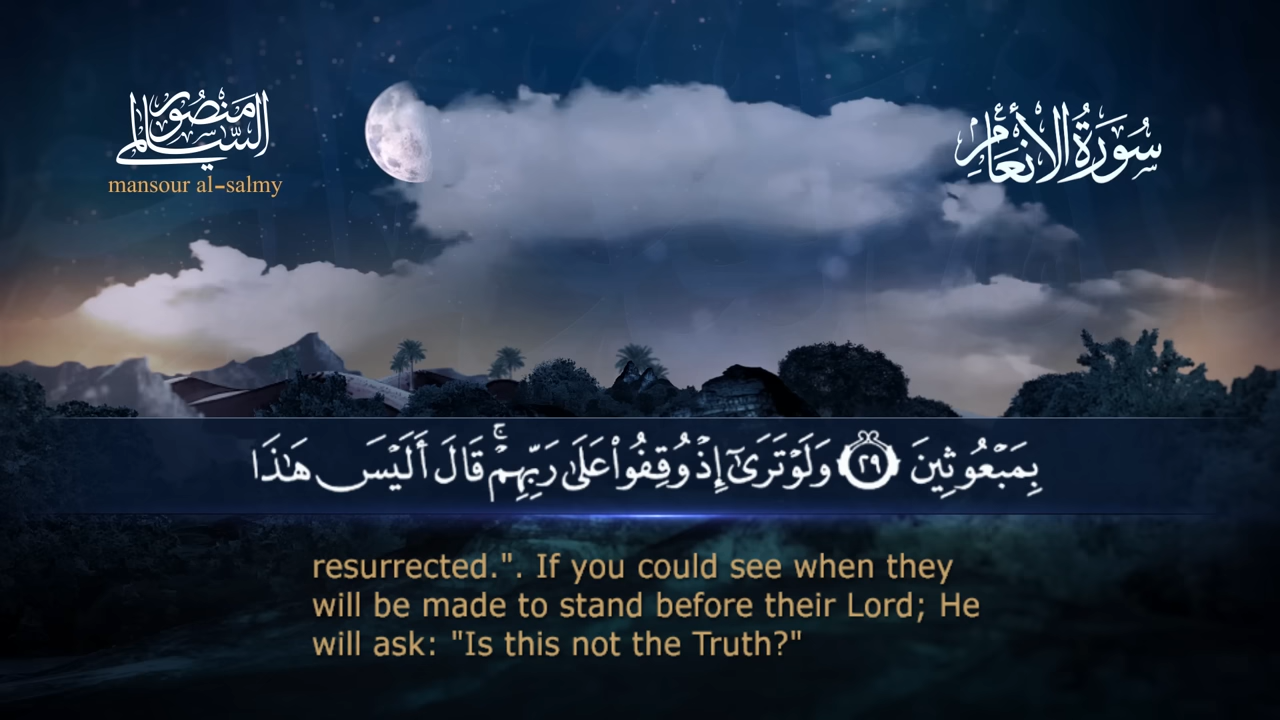 منصور السالمي
mansour al-salmy
سُورَةُ الأَنْعَامِ
بِمَبْعُوثِينَ ٢٩ وَلَوْ تَرَىٰٓ إِذْ وُقِفُوا۟ عَلَىٰ رَبِّهِمْ ۚ قَالَ أَلَيْسَ هَٰذَا
resurrected.". If you could see when they
will be made to stand before their Lord; He
will ask: "Is this not the Truth?"